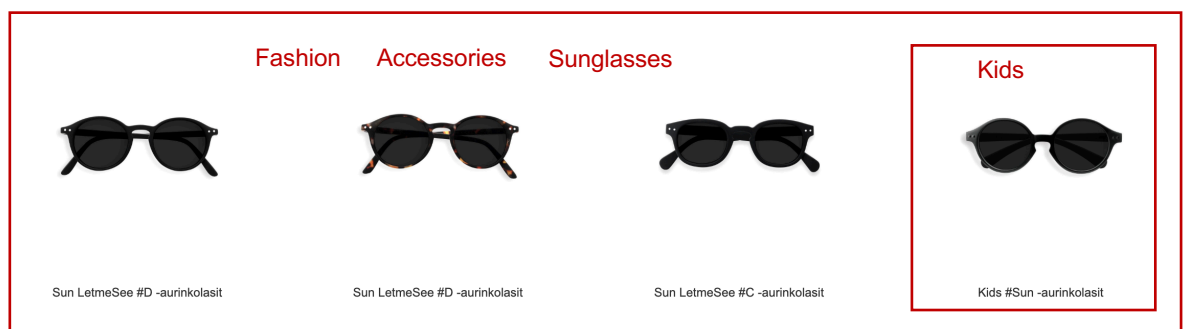 Fashion Accessories Sunglasses
Kids
Sun LetmeSee #D -aurinkolasit
Sun LetmeSee #D -aurinkolasit
Sun LetmeSee #C -aurinkolasit
Kids #Sun -aurinkolasit